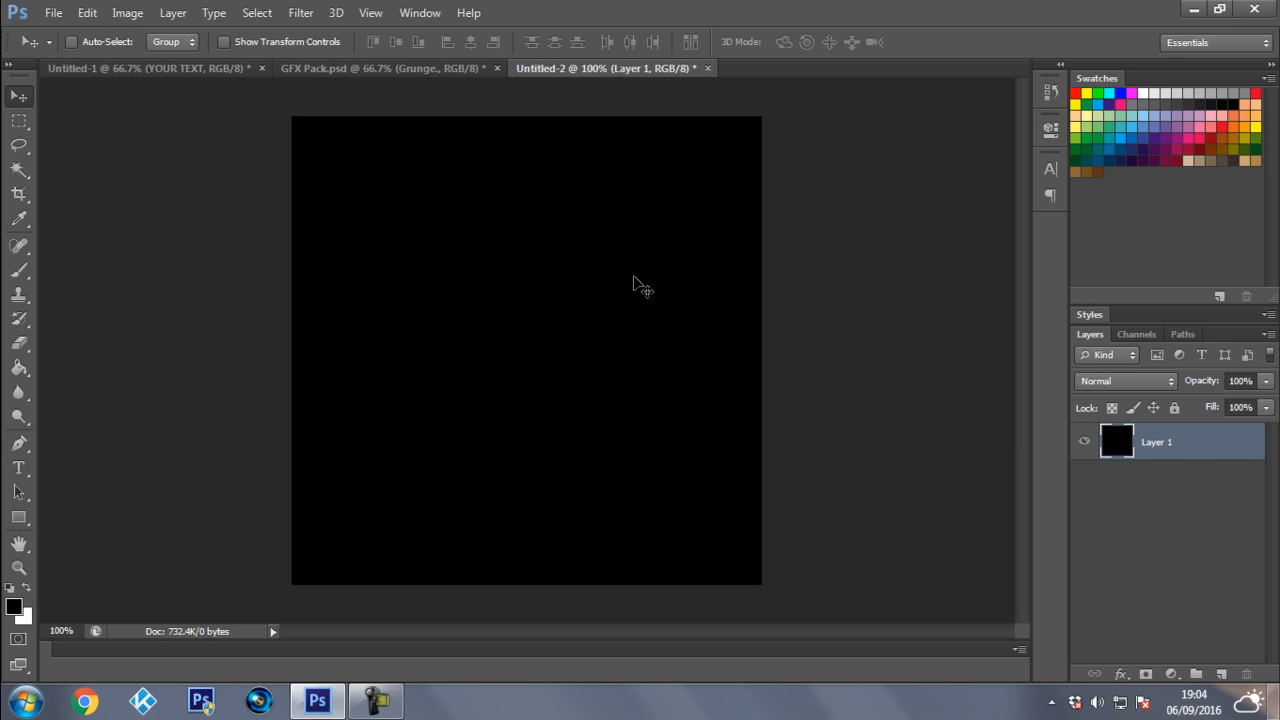 Ps File Edit Image Layer Type Select Filter 3D View Window Help
Auto-Select: Group Show Transform Controls 3D Mode: Essentials
Untitled-1 @ 66.7% (YOUR TEXT, RGB/8) * GFX Pack.psd @ 66.7% (Grunge., RGB/8) * Untitled-2 @ 100% (Layer 1, RGB/8) *
Swatches
Styles
Layers Channels Paths
Kind
Normal Opacity: 100%
Lock: Fill: 100%
Layer 1
100% Doc: 732.4K/0 bytes
fx
Ps Ps
19:04
06/09/2016